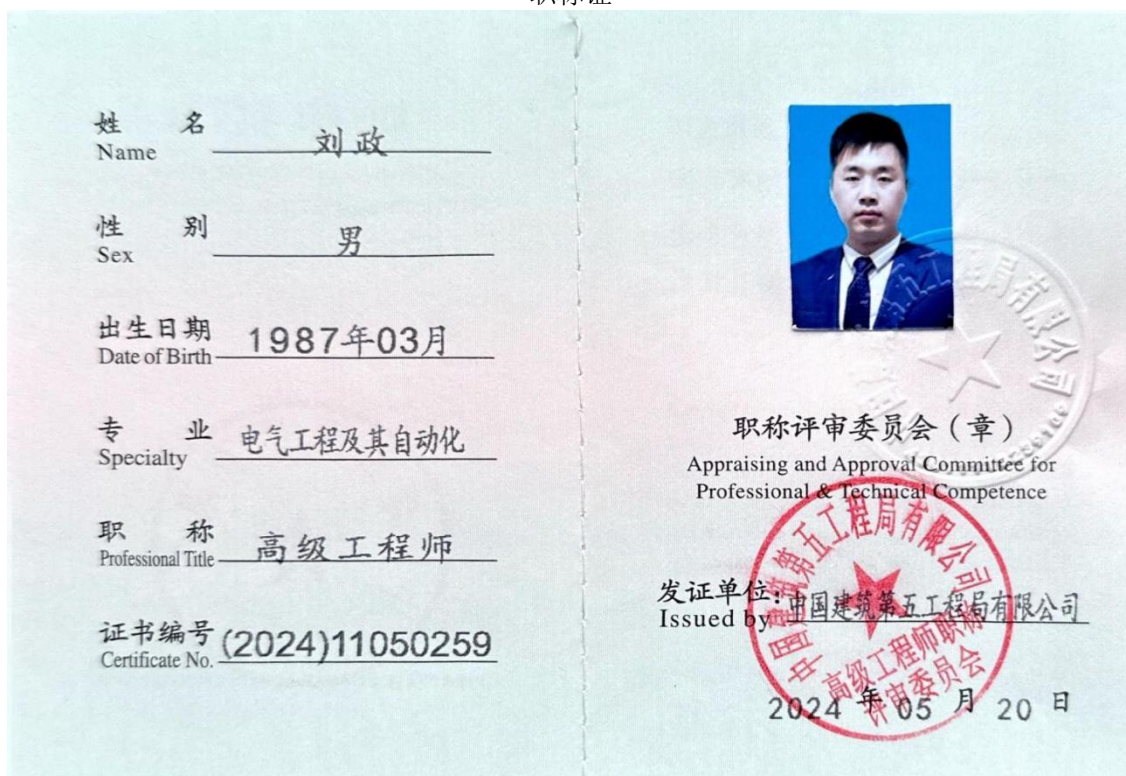 职称证
姓 名 刘政
Name
性 别 男
Sex
出生日期 1987年03月
Date of Birth
专 业 电气工程及其自动化
Specialty
职 称 高级工程师
Professional Title
证书编号 (2024)11050259
Certificate No.
职称评审委员会（章）
Appraising and Approval Committee for
Professional & Technical Competence
中国建筑第五工程局有限公司
高级工程师职称
评审委员会
发证单位: 中国建筑第五工程局有限公司
Issued by
2024 年 05 月 20 日